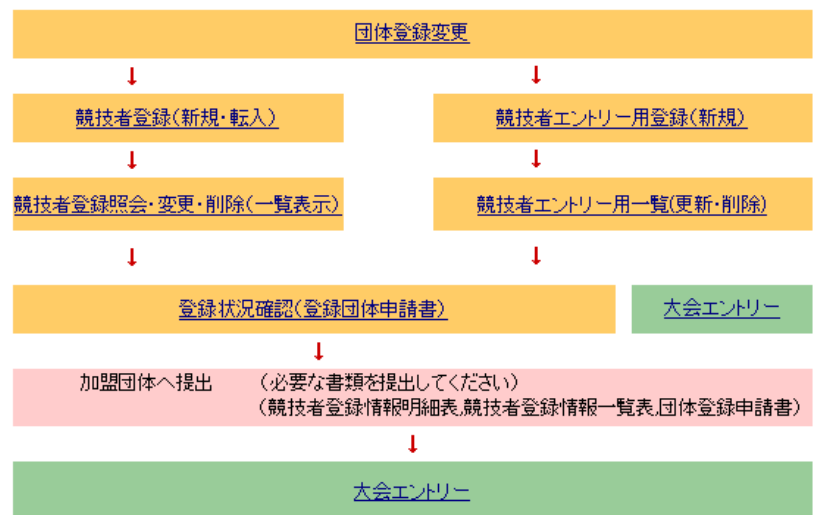 団体登録変更
↓ ↓
競技者登録(新規・転入) 競技者エントリー用登録(新規)
↓ ↓
競技者登録照会・変更・削除(一覧表示) 競技者エントリー用一覧(更新・削除)
↓ ↓
登録状況確認(登録団体申請書) 大会エントリー
↓
加盟団体へ提出 (必要な書類を提出してください)
(競技者登録情報明細表,競技者登録情報一覧表,団体登録申請書)
↓
大会エントリー